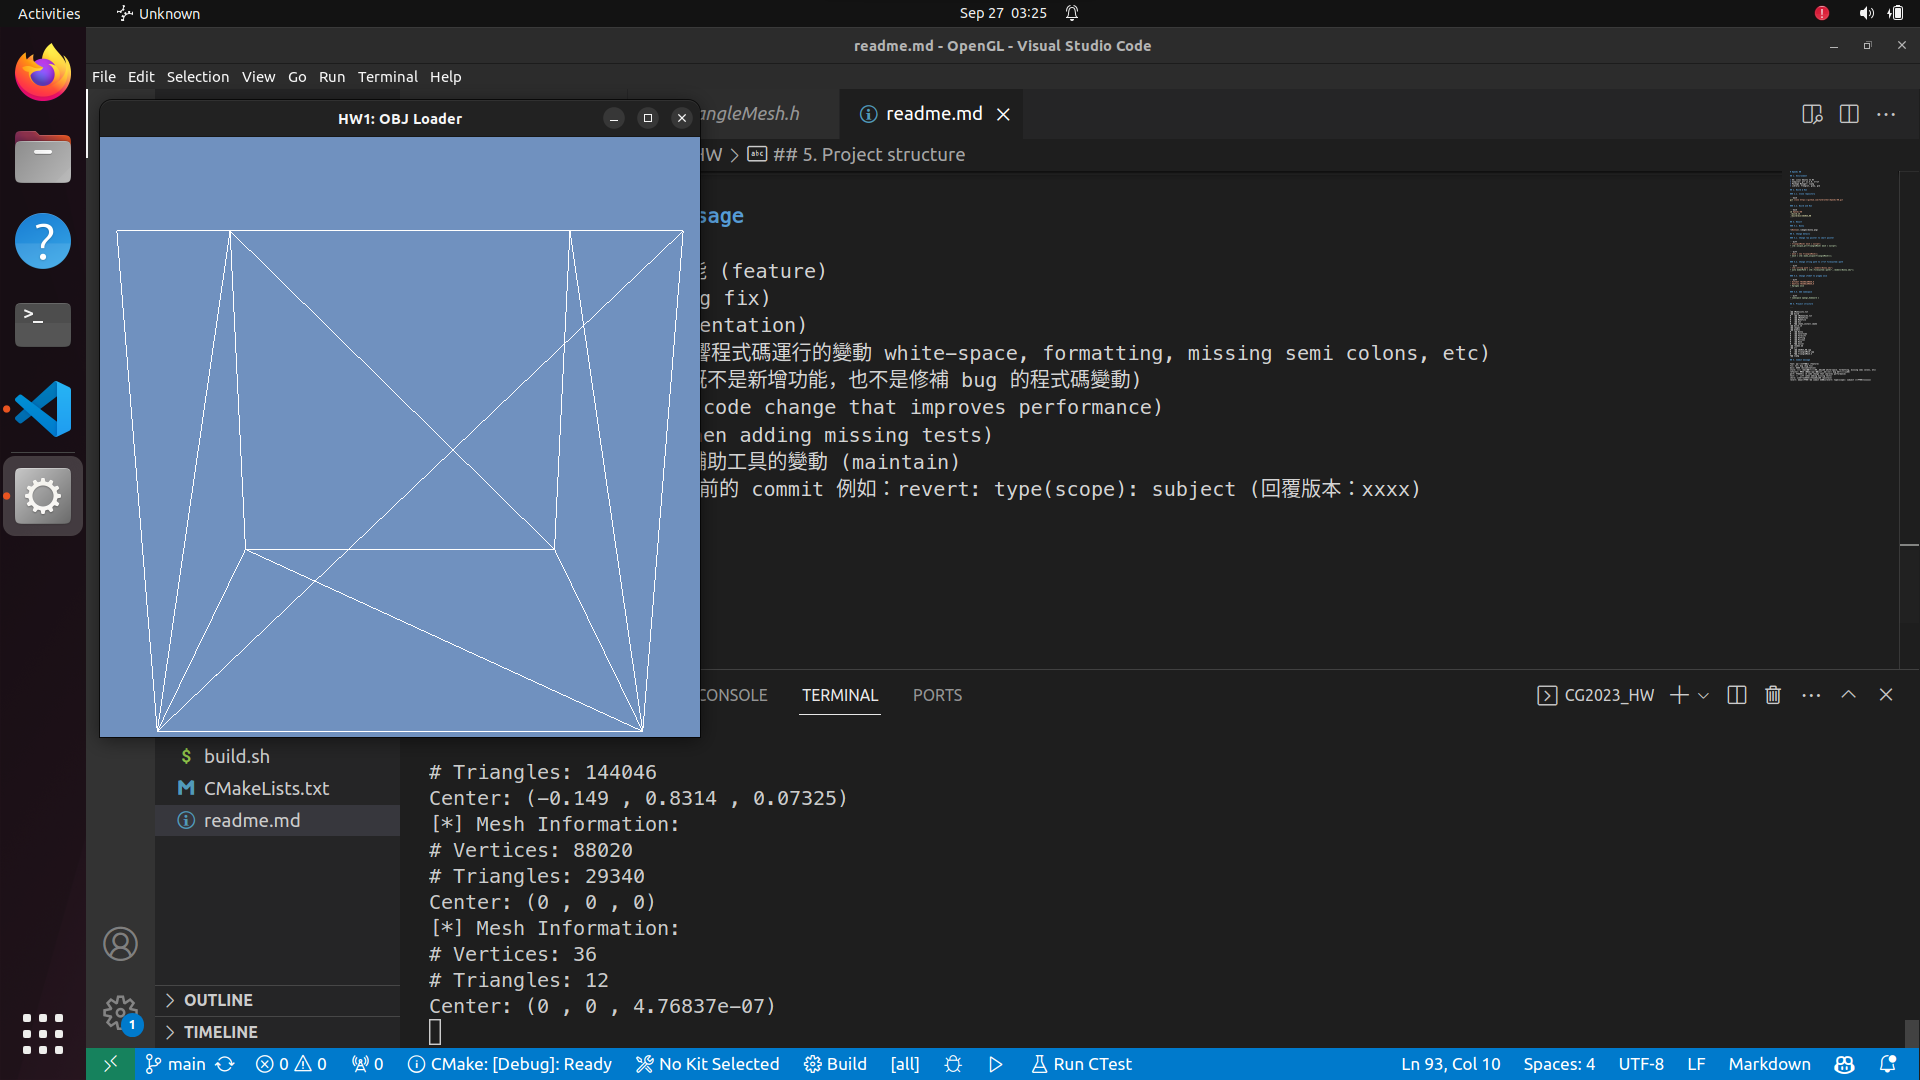 Activities
Unknown
Sep 27 03:25
readme.md - OpenGL - Visual Studio Code
File Edit Selection View Go Run Terminal Help
HW1: OBJ Loader
angleMesh.h
readme.md
HW > ## 5. Project structure
sage
能 (feature)
g fix)
entation)
響程式碼運行的變動 white-space, formatting, missing semi colons, etc)
既不是新增功能，也不是修補 bug 的程式碼變動)
code change that improves performance)
en adding missing tests)
輔助工具的變動 (maintain)
前的 commit 例如：revert: type(scope): subject (回覆版本：xxxx)
CONSOLE
TERMINAL
PORTS
CG2023_HW
build.sh
CMakeLists.txt
readme.md
# Triangles: 144046
Center: (-0.149 , 0.8314 , 0.07325)
[*] Mesh Information:
# Vertices: 88020
# Triangles: 29340
Center: (0 , 0 , 0)
[*] Mesh Information:
# Vertices: 36
# Triangles: 12
Center: (0 , 0 , 4.76837e-07)
OUTLINE
1
TIMELINE
main
0 0
0
CMake: [Debug]: Ready
No Kit Selected
Build
[all]
Run CTest
Ln 93, Col 10
Spaces: 4
UTF-8
LF
Markdown